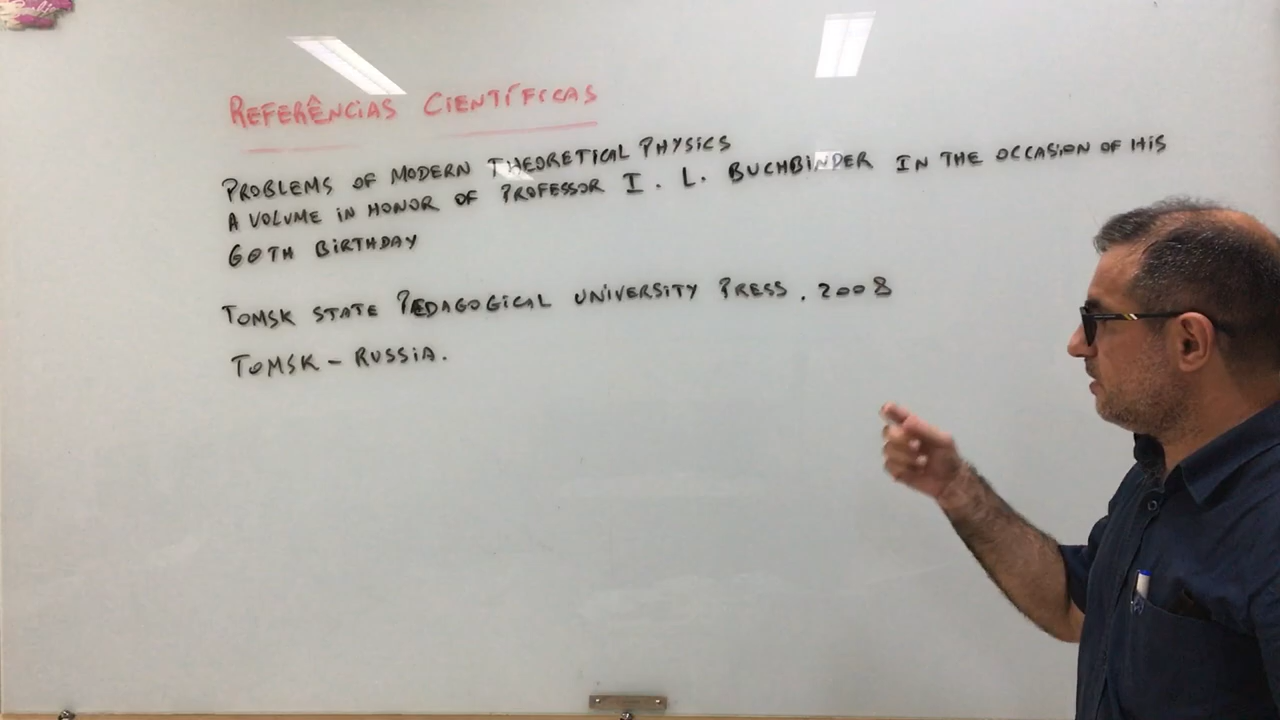 REFERÊNCIAS CIENTÍFICAS
PROBLEMS OF MODERN THEORETICAL PHYSICS
A VOLUME IN HONOR OF PROFESSOR I. L. BUCHBINDER IN THE OCCASION OF HIS
60TH BIRTHDAY
TOMSK STATE PEDAGOGICAL UNIVERSITY PRESS. 2008
TOMSK – RUSSIA.